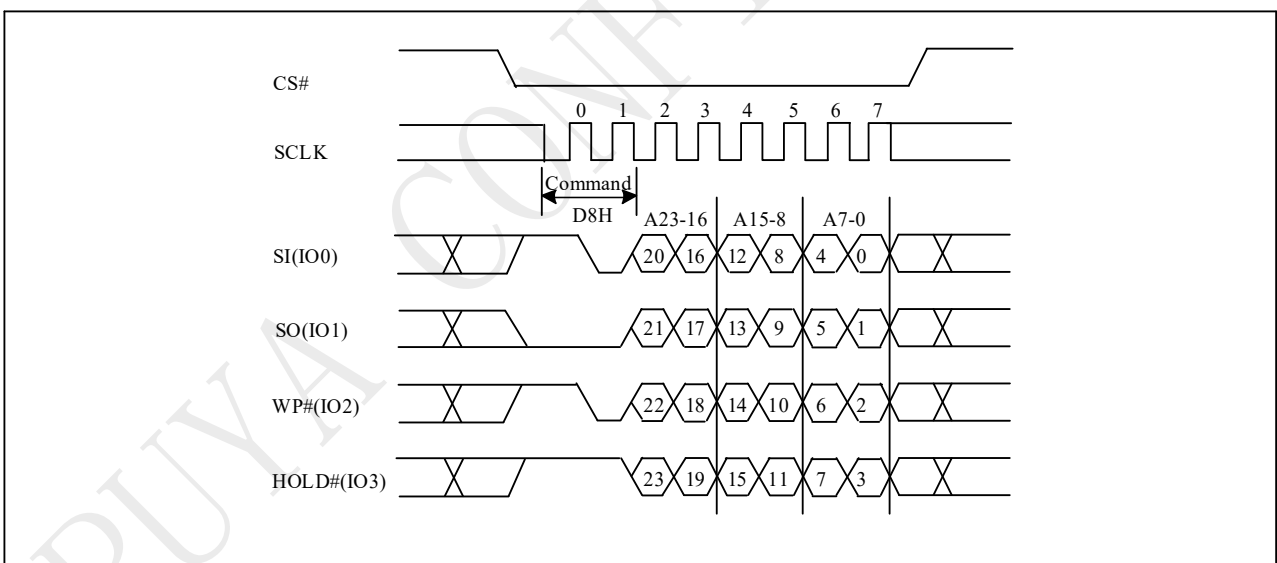 PUYA CONF
CS#
0 1 2 3 4 5 6 7
SCLK
Command
D8H A23-16 A15-8 A7-0
SI(IO0) 20 16 12 8 4 0
SO(IO1) 21 17 13 9 5 1
WP#(IO2) 22 18 14 10 6 2
HOLD#(IO3) 23 19 15 11 7 3